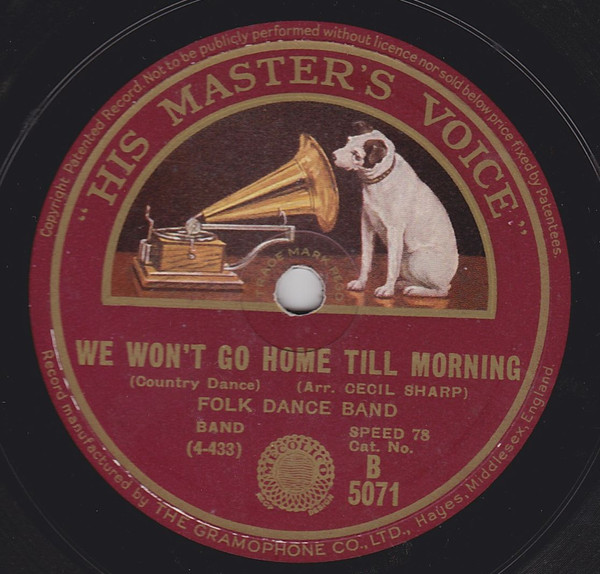 Copyright. Patented Record. Not to be publicly performed without licence nor sold below price fixed by Patentees.
"HIS MASTER'S VOICE"
TRADE MARK
WE WON'T GO HOME TILL MORNING
(Country Dance) (Arr. CECIL SHARP)
FOLK DANCE BAND
BAND SPEED 78
(4-433) Cat. No.
B
5071
Record manufactured by THE GRAMOPHONE CO., LTD., Hayes, Middlesex, England.